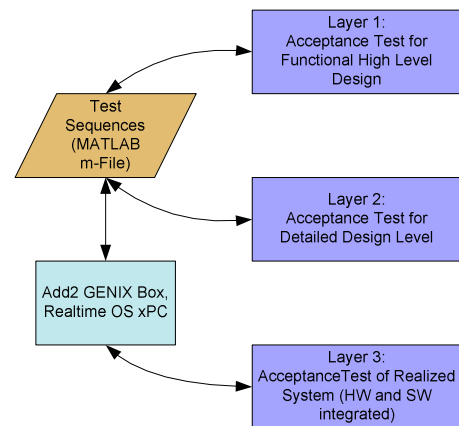 Layer 1:
Acceptance Test for
Functional High Level
Design
Test
Sequences
(MATLAB
m-File)
Layer 2:
Acceptance Test for
Detailed Design Level
Add2 GENIX Box,
Realtime OS xPC
Layer 3:
AcceptanceTest of Realized
System (HW and SW
integrated)